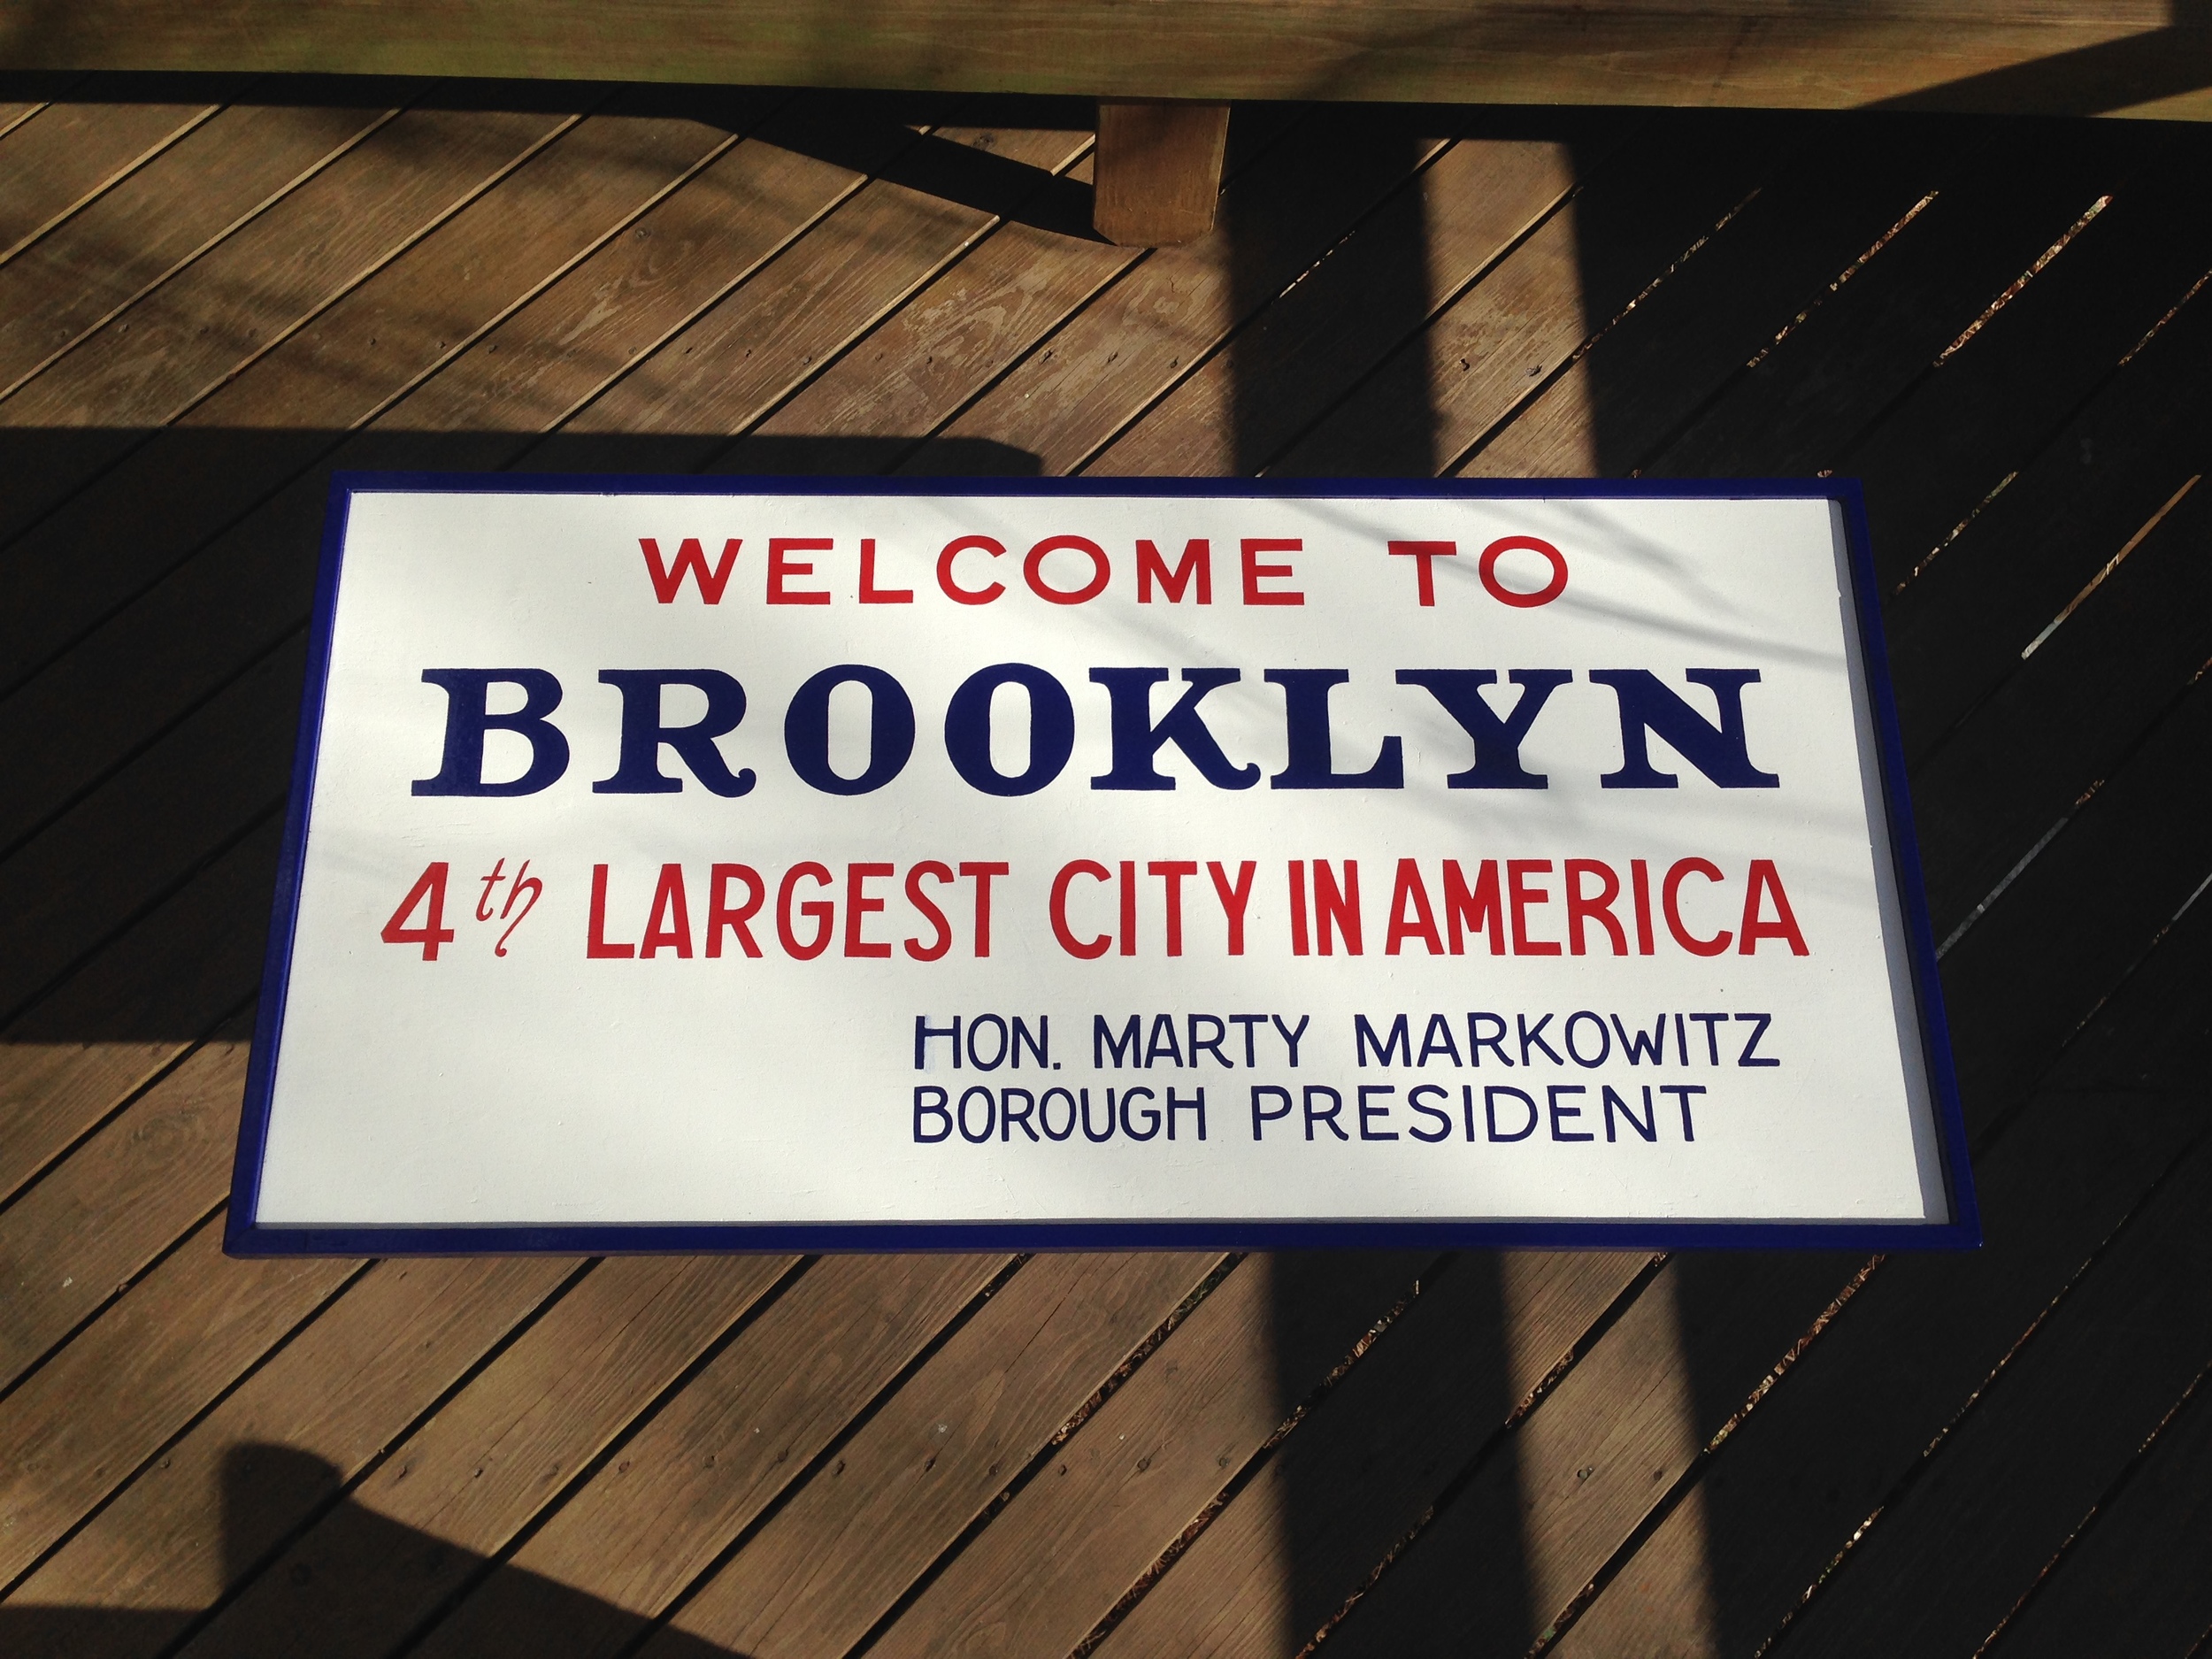 WELCOME TO
BROOKLYN
4th LARGEST CITY IN AMERICA
HON. MARTY MARKOWITZ
BOROUGH PRESIDENT